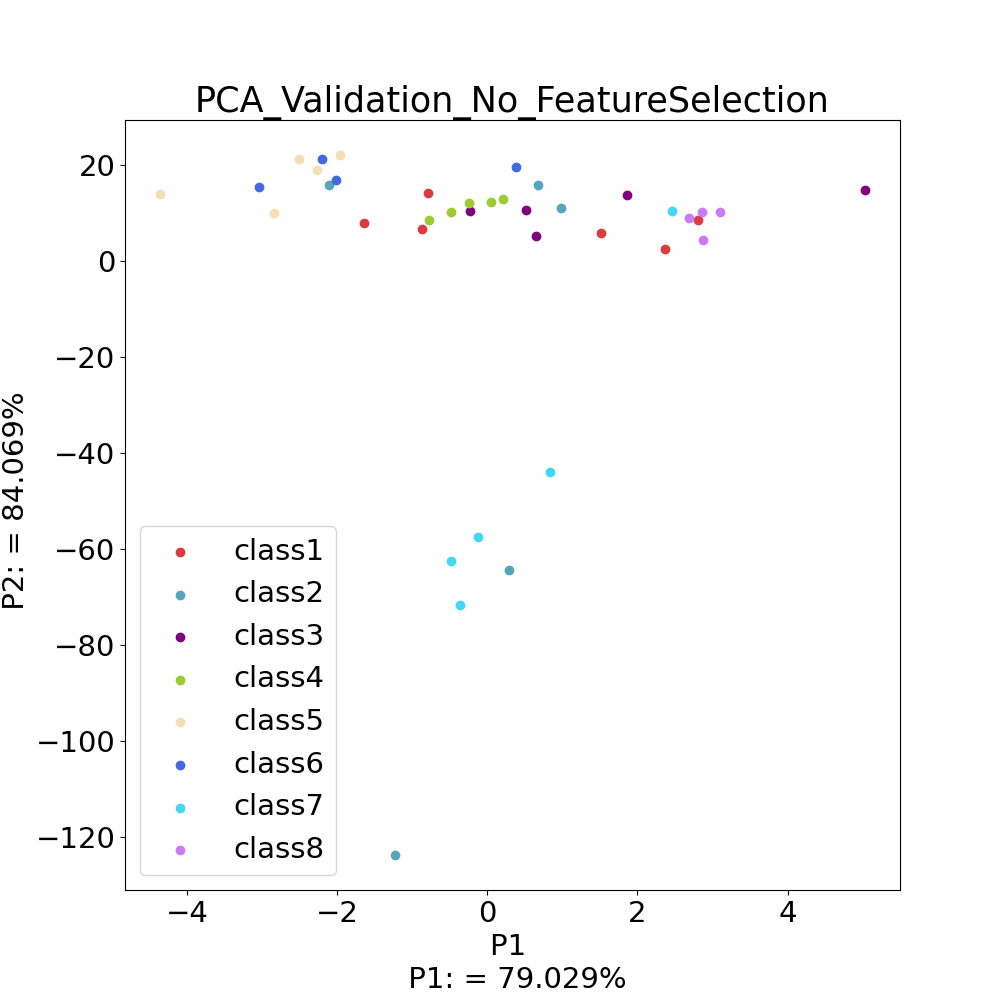 PCA_Validation_No_FeatureSelection
20
0
−20
−40
−60
−80
−100
−120
P2: = 84.069%
class1
class2
class3
class4
class5
class6
class7
class8
−4 −2 0 2 4
P1
P1: = 79.029%